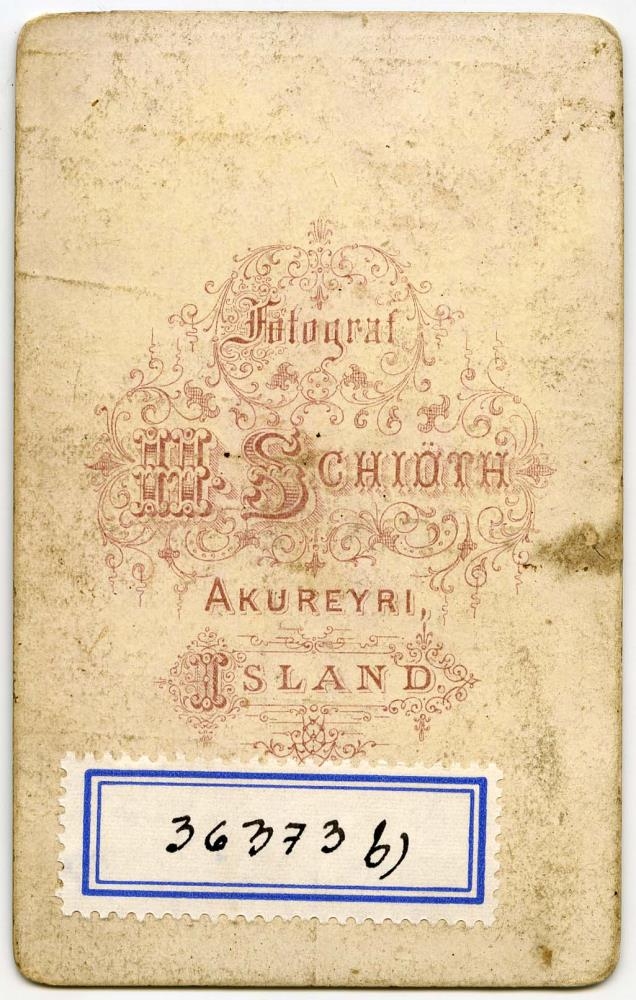 Fotograf
H. SCHIÖTH
AKUREYRI,
ISLAND.
36373 b)